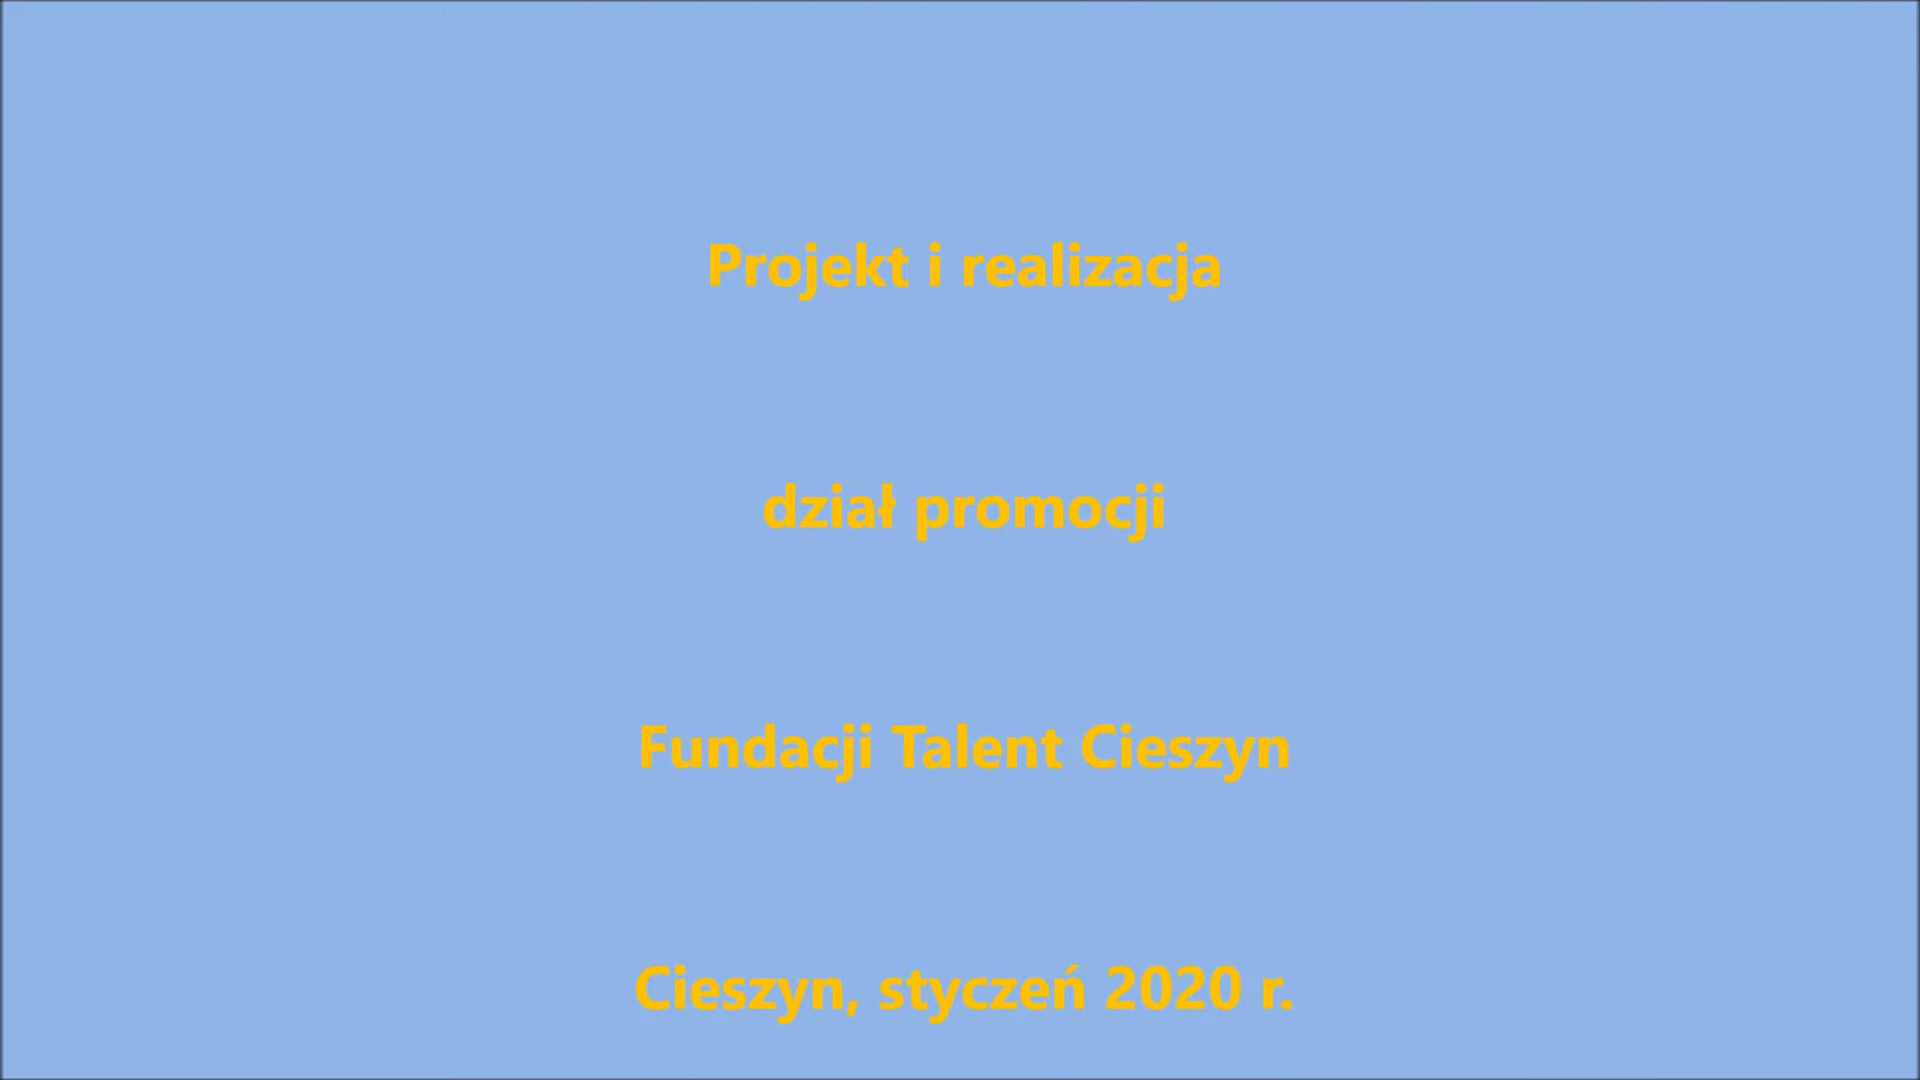 Projekt i realizacja
dział promocji
Fundacji Talent Cieszyn
Cieszyn, styczeń 2020 r.